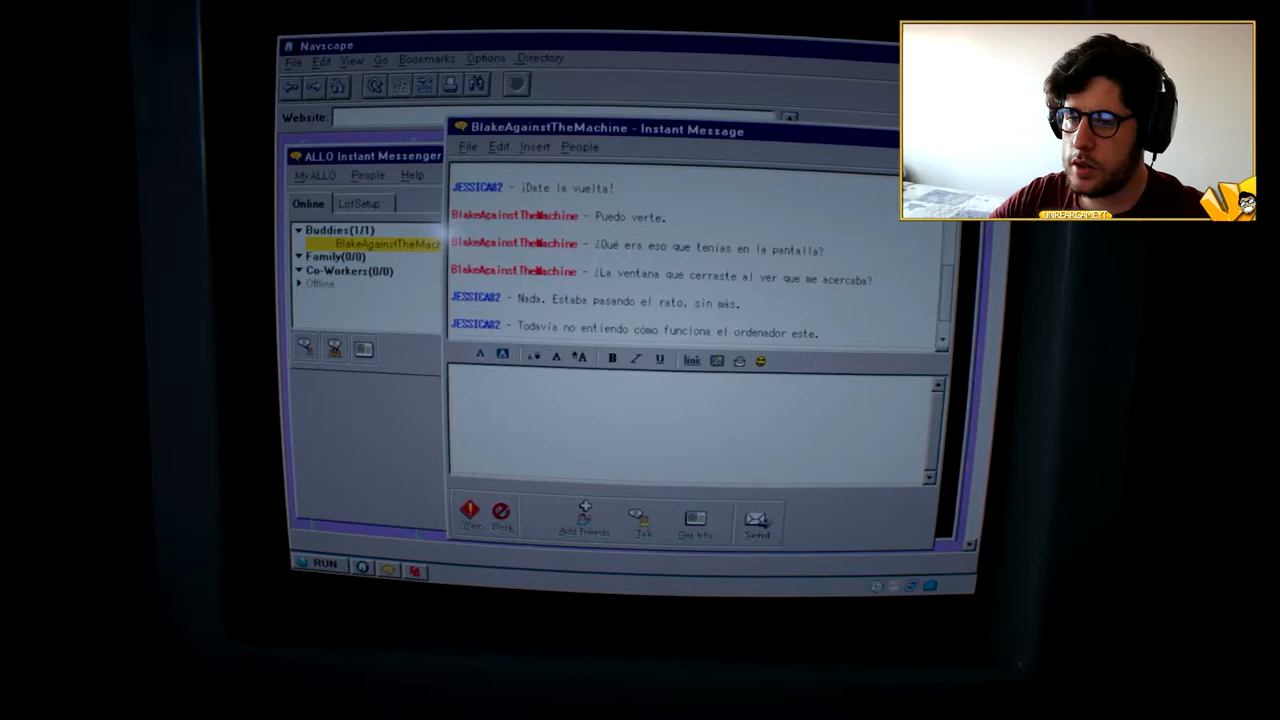 Navscape
File Edit View Go Bookmarks Options Directory
Website:
ALLO Instant Messenger
My ALLO People Help
Online List Setup
Buddies(1/1)
BlakeAgainstTheMach
Family(0/0)
Co-Workers(0/0)
Offline
BlakeAgainstTheMachine - Instant Message
File Edit Insert People
JESSICA82 - ¡Date la vuelta!
BlakeAgainstTheMachine - Puedo verte.
BlakeAgainstTheMachine - ¿Qué era eso que tenías en la pantalla?
BlakeAgainstTheMachine - ¿La ventana que cerraste al ver que me acercaba?
JESSICA82 - Nada. Estaba pasando el rato, sin más.
JESSICA82 - Todavía no entiendo cómo funciona el ordenador este.
A A A A A B I U link
Warn Block Add Friends Talk Get Info Send
RUN
UNREARGAMEYT